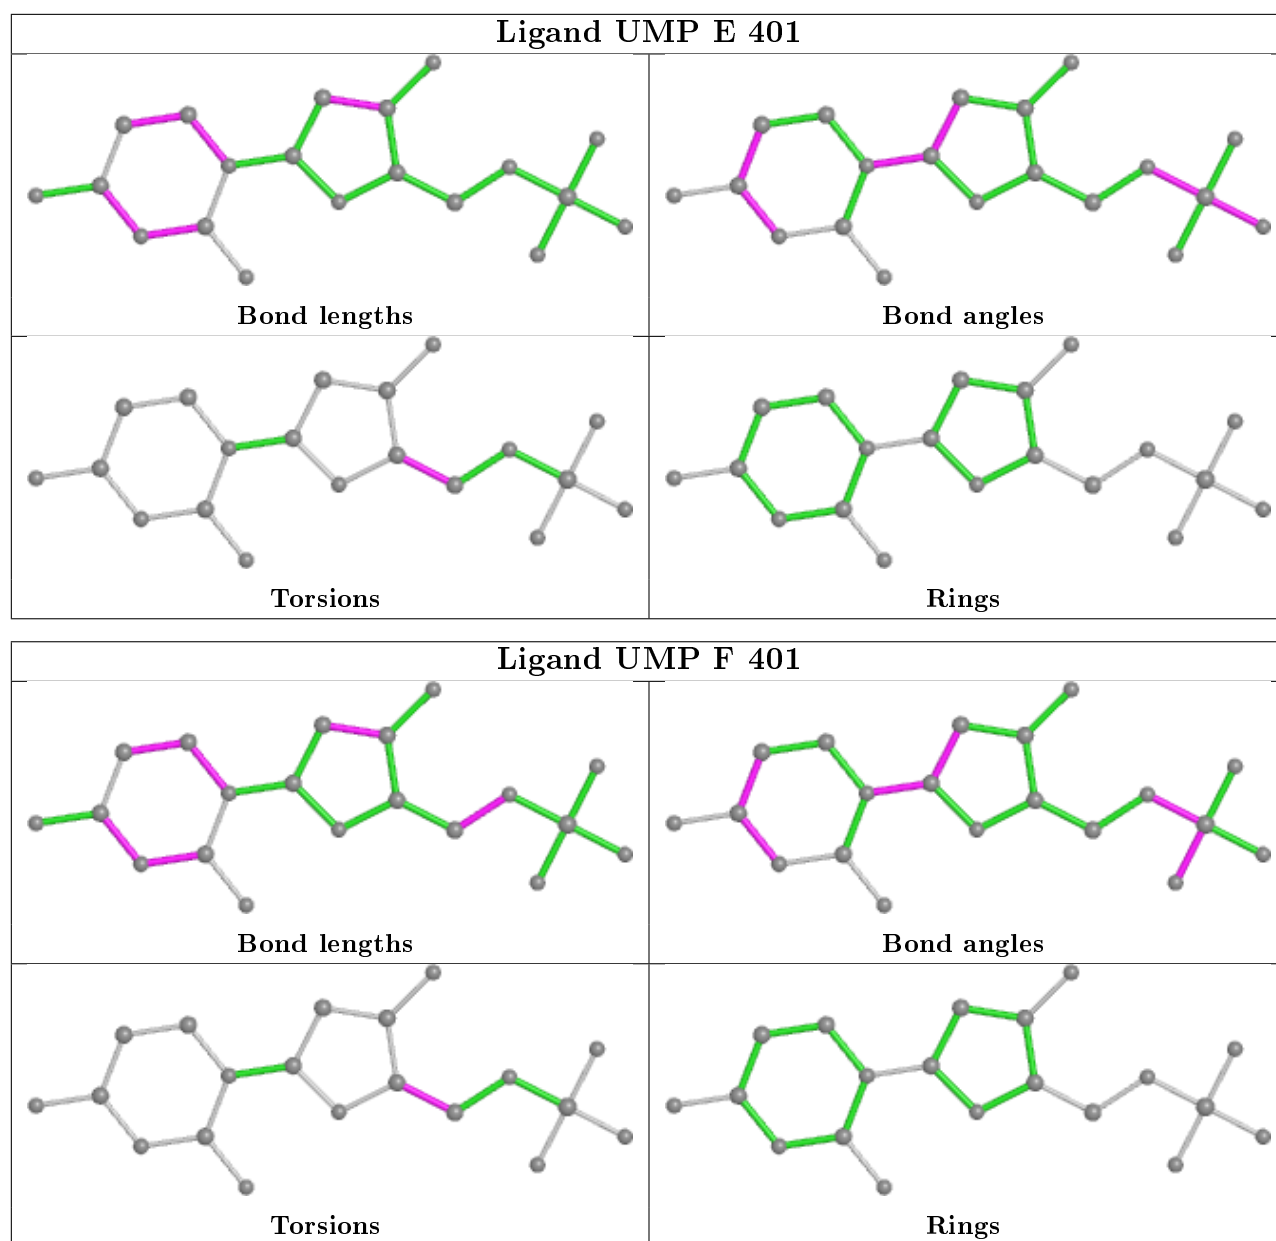 Ligand UMP E 401
Bond lengths
Bond angles
Torsions
Rings
Ligand UMP F 401
Bond lengths
Bond angles
Torsions
Rings